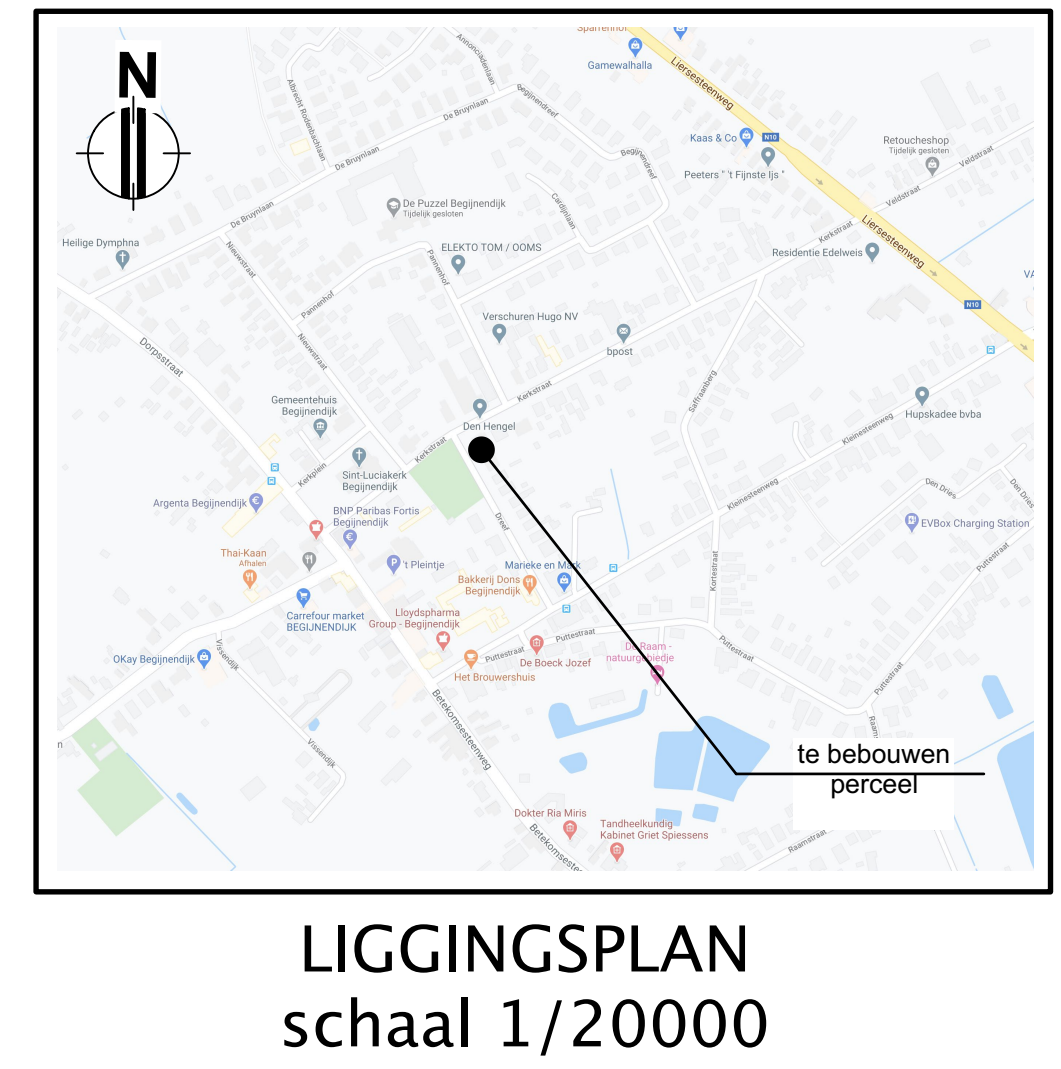 N
Sparrenhof
Gamewalhalla
Liersesteenweg
Annonciadenlaan
Albrecht Rodenbachlaan
De Bruynlaan
Begijnendreef
Kaas & Co
N10
Peeters " 't Fijnste Ijs "
Retoucheshop
Tijdelijk gesloten
Veldstraat
De Bruynlaan
Begijnendreef
De Puzzel Begijnendijk
Tijdelijk gesloten
Cardijnlaan
Veldstraat
De Bruynlaan
Heilige Dymphna
Nieuwstraat
Pannenhof
ELEKTO TOM / OOMS
Kerkstraat
Liersesteenweg
Residentie Edelweis
Pannenhof
N10
Verschuren Hugo NV
bpost
Nieuwstraat
Dorpsstraat
Kerkstraat
Saffraanberg
Gemeentehuis
Begijnendijk
Den Hengel
Hupskadee bvba
Kerkstraat
Kleinesteenweg
Kerkplein
Sint-Luciakerk
Begijnendijk
Den Dries
Den Dries
Argenta Begijnendijk
BNP Paribas Fortis
Begijnendijk
Dreef
Kleinesteenweg
EVBox Charging Station
Thai-Kaan
Afhalen
't Pleintje
Marieke en Mark
Bakkerij Dons
Begijnendijk
Kortestraat
Puttestraat
Carrefour market
BEGIJNENDIJK
Lloydspharma
Group - Begijnendijk
Puttestraat
Vissendijk
OKay Begijnendijk
Puttestraat
De Boeck Jozef
De Raam -
natuurgebiedje
Puttestraat
Het Brouwershuis
Puttestraat
Betekomsesteenweg
Vissendijk
te bebouwen
perceel
Dokter Ria Miris
Tandheelkundig
Kabinet Griet Spiessens
Raamstraat
LIGGINGSPLAN
schaal 1/20000